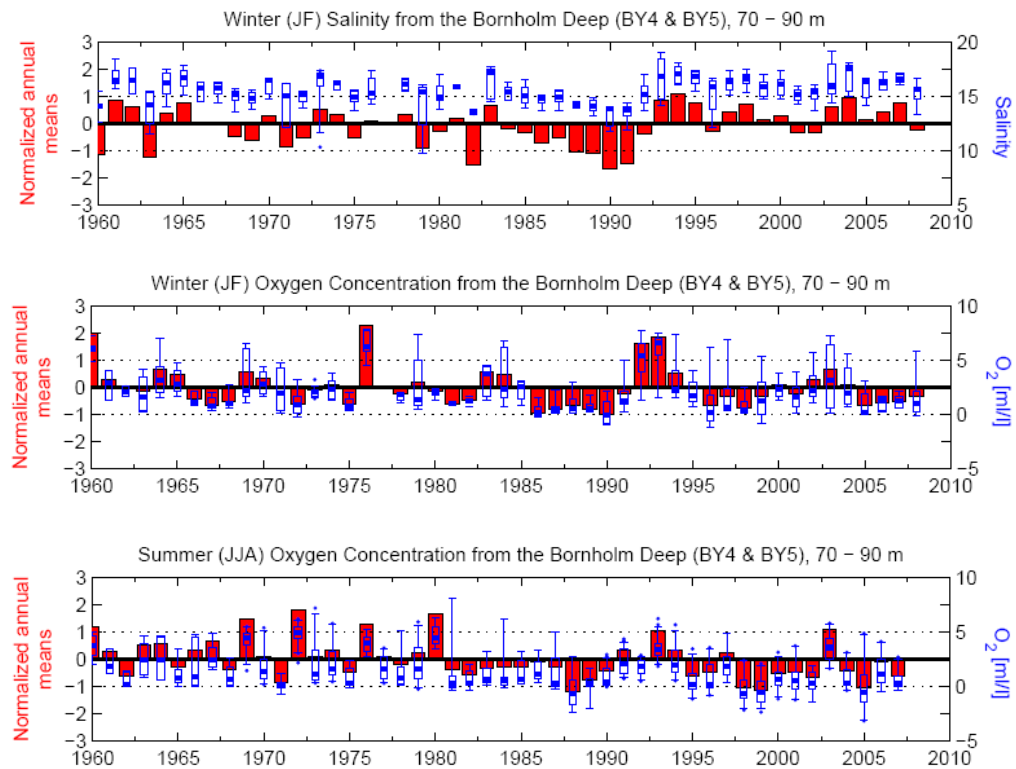 Winter (JF) Salinity from the Bornholm Deep (BY4 & BY5), 70 − 90 m
Normalized annual
means
3
2
1
0
−1
−2
−3
20
15
10
5
Salinity
1960 1965 1970 1975 1980 1985 1990 1995 2000 2005 2010
Winter (JF) Oxygen Concentration from the Bornholm Deep (BY4 & BY5), 70 − 90 m
Normalized annual
means
3
2
1
0
−1
−2
−3
10
5
0
−5
O2 [ml/l]
1960 1965 1970 1975 1980 1985 1990 1995 2000 2005 2010
Summer (JJA) Oxygen Concentration from the Bornholm Deep (BY4 & BY5), 70 − 90 m
Normalized annual
means
3
2
1
0
−1
−2
−3
10
5
0
−5
O2 [ml/l]
1960 1965 1970 1975 1980 1985 1990 1995 2000 2005 2010